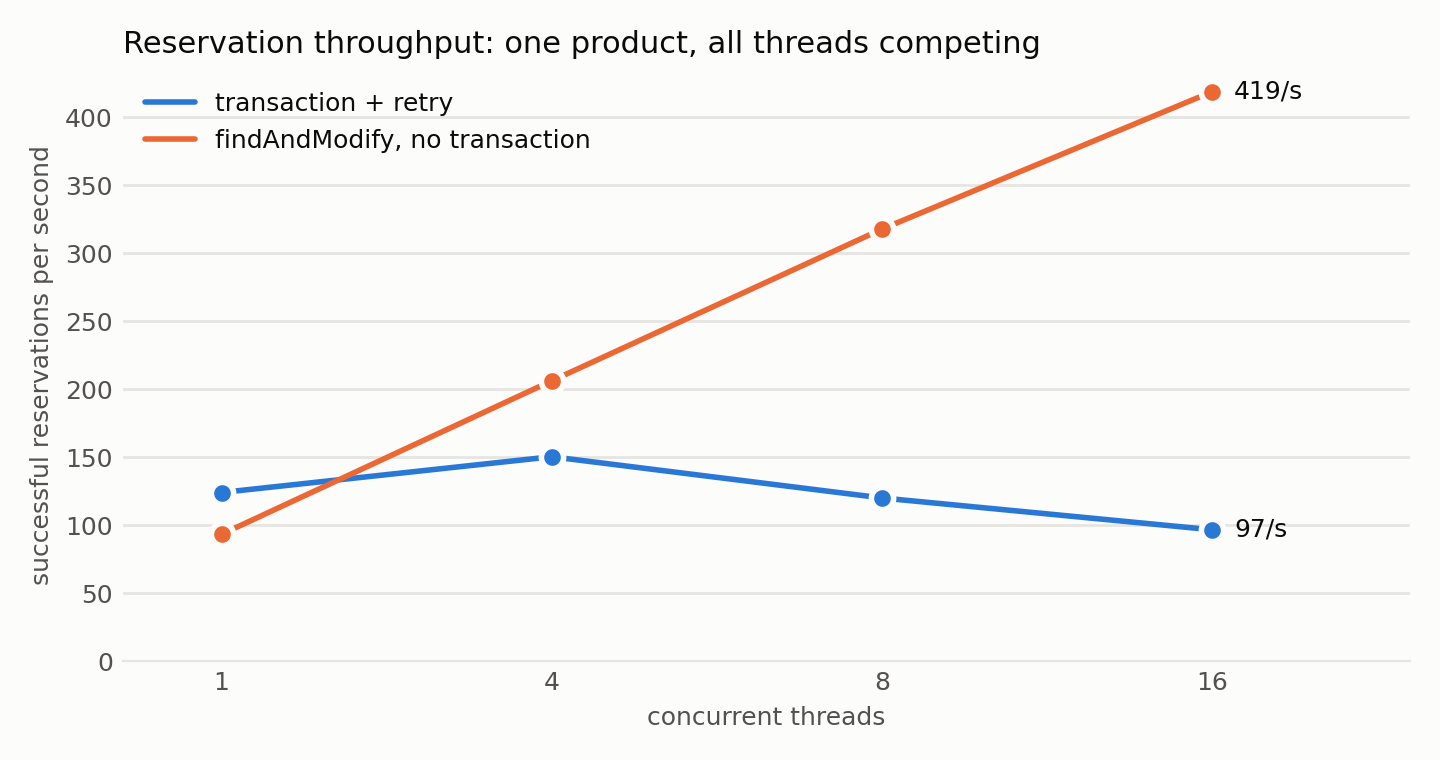 Reservation throughput: one product, all threads competing
transaction + retry
findAndModify, no transaction
419/s
97/s
successful reservations per second
400
350
300
250
200
150
100
50
0
1 4 8 16
concurrent threads